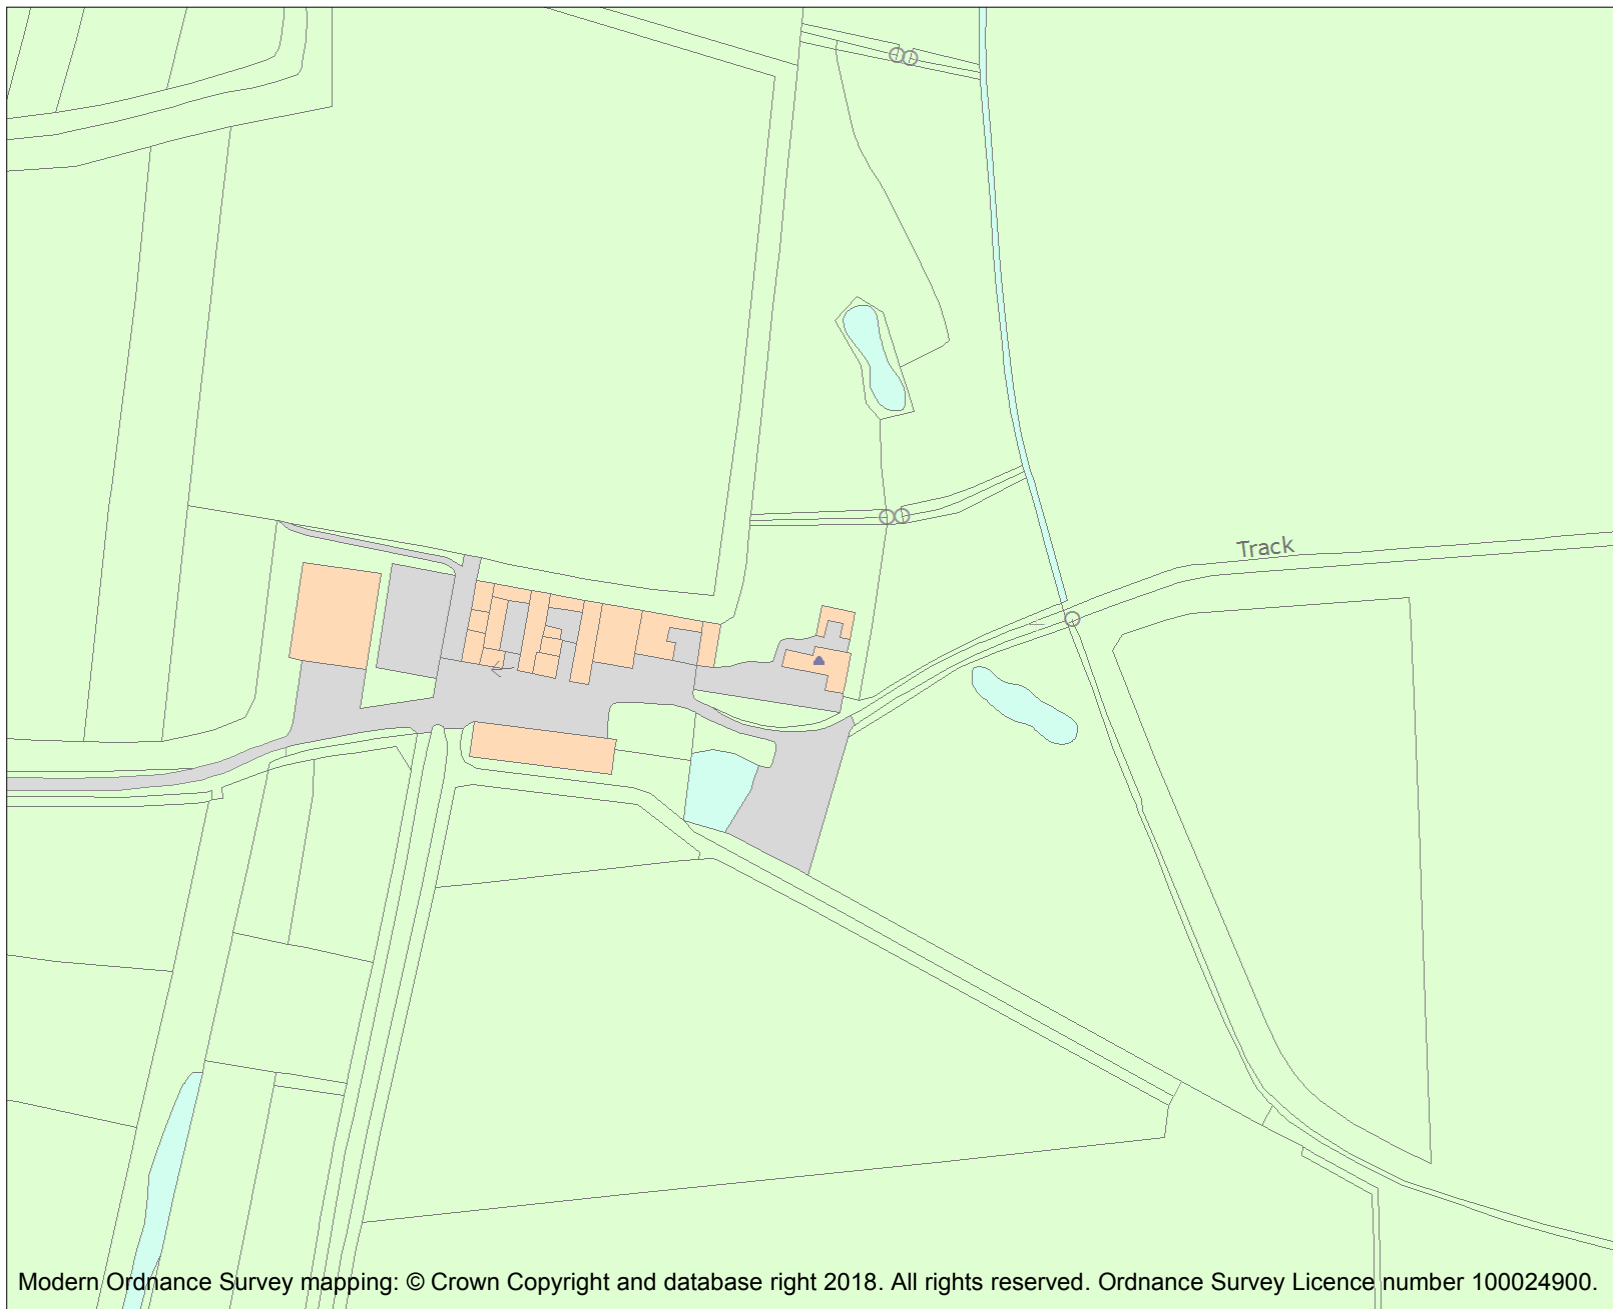 Track
Modern Ordnance Survey mapping: © Crown Copyright and database right 2018. All rights reserved. Ordnance Survey Licence number 100024900.